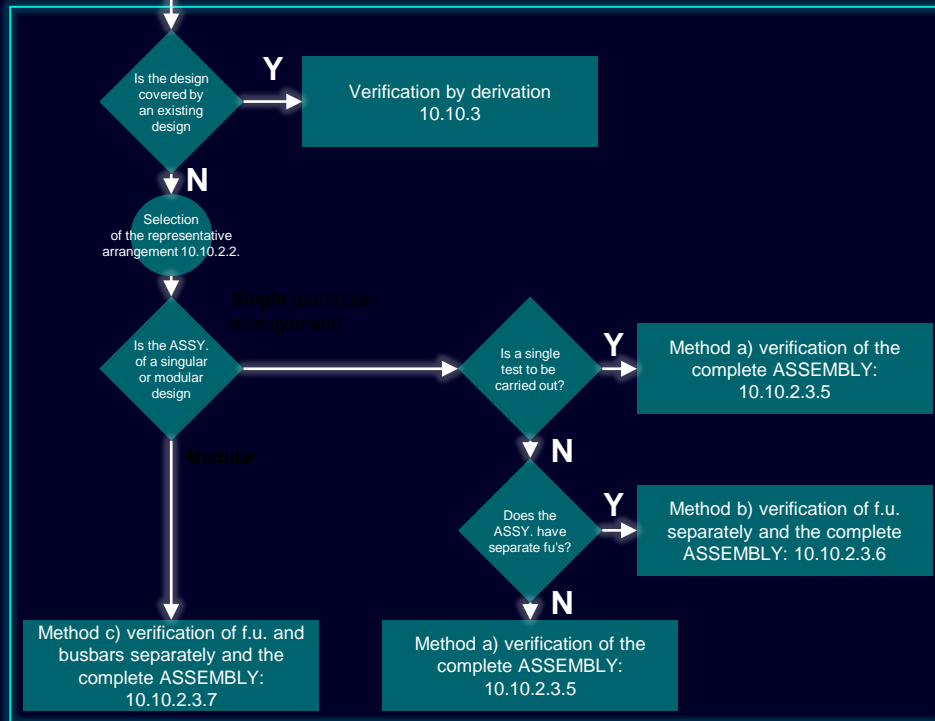 Is the design
covered by
an existing
design
Y
Verification by derivation
10.10.3
N
Selection
of the representative
arrangement 10.10.2.2.
Single (particular
arrangement)
Is the ASSY.
of a singular
or modular
design
Is a single
test to be
carried out?
Y
Method a) verification of the
complete ASSEMBLY:
10.10.2.3.5
N
Modular
Does the
ASSY. have
separate fu's?
Y
Method b) verification of f.u.
separately and the complete
ASSEMBLY: 10.10.2.3.6
N
Method c) verification of f.u. and
busbars separately and the
complete ASSEMBLY:
10.10.2.3.7
Method a) verification of the
complete ASSEMBLY:
10.10.2.3.5